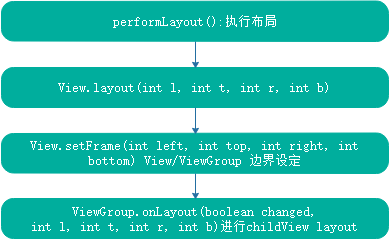 performLayout():执行布局
View.layout(int l, int t, int r, int b)
View.setFrame(int left, int top, int right, int
bottom) View/ViewGroup 边界设定
ViewGroup.onLayout(boolean changed,
int l, int t, int r, int b)进行childView layout